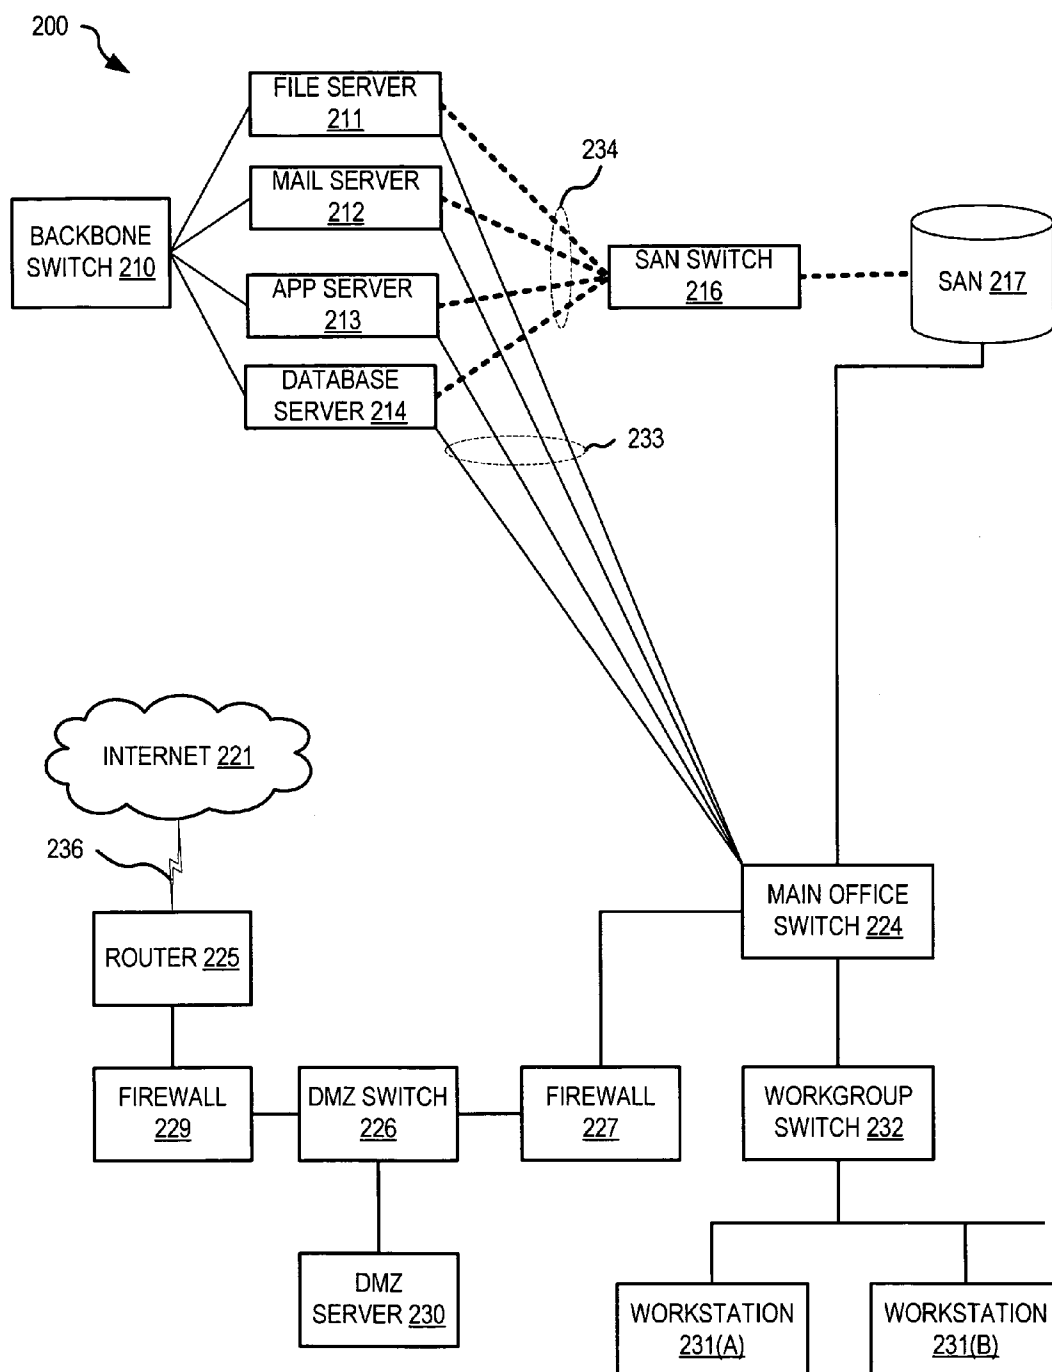 200
FILE SERVER
211
234
MAIL SERVER
212
BACKBONE
SWITCH 210
SAN SWITCH
216
SAN 217
APP SERVER
213
DATABASE
SERVER 214
233
INTERNET 221
236
MAIN OFFICE
SWITCH 224
ROUTER 225
FIREWALL
229
DMZ SWITCH
226
FIREWALL
227
WORKGROUP
SWITCH 232
DMZ
SERVER 230
WORKSTATION
231(A)
WORKSTATION
231(B)